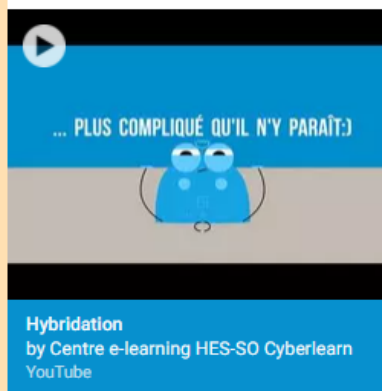 ... PLUS COMPLIQUÉ QU'IL N'Y PARAÎT:)
Hybridation
by Centre e-learning HES-SO Cyberlearn
YouTube